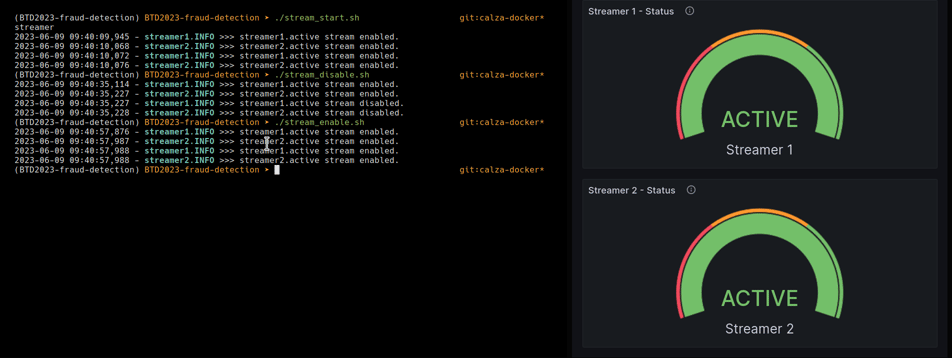 (BTD2023-fraud-detection) BTD2023-fraud-detection ➤ ./stream_start.sh git:calza-docker*
streamer
2023-06-09 09:40:09,945 - streamer1.INFO >>> streamer1.active stream enabled.
2023-06-09 09:40:10,068 - streamer2.INFO >>> streamer2.active stream enabled.
2023-06-09 09:40:10,072 - streamer1.INFO >>> streamer1.active stream enabled.
2023-06-09 09:40:10,076 - streamer2.INFO >>> streamer2.active stream enabled.
(BTD2023-fraud-detection) BTD2023-fraud-detection ➤ ./stream_disable.sh git:calza-docker*
2023-06-09 09:40:35,114 - streamer1.INFO >>> streamer1.active stream enabled.
2023-06-09 09:40:35,227 - streamer2.INFO >>> streamer2.active stream enabled.
2023-06-09 09:40:35,227 - streamer1.INFO >>> streamer1.active stream disabled.
2023-06-09 09:40:35,228 - streamer2.INFO >>> streamer2.active stream disabled.
(BTD2023-fraud-detection) BTD2023-fraud-detection ➤ ./stream_enable.sh git:calza-docker*
2023-06-09 09:40:57,876 - streamer1.INFO >>> streamer1.active stream enabled.
2023-06-09 09:40:57,987 - streamer2.INFO >>> streamer2.active stream enabled.
2023-06-09 09:40:57,988 - streamer1.INFO >>> streamer1.active stream enabled.
2023-06-09 09:40:57,988 - streamer2.INFO >>> streamer2.active stream enabled.
(BTD2023-fraud-detection) BTD2023-fraud-detection ➤ git:calza-docker*
Streamer 1 - Status
ACTIVE
Streamer 1
Streamer 2 - Status
ACTIVE
Streamer 2